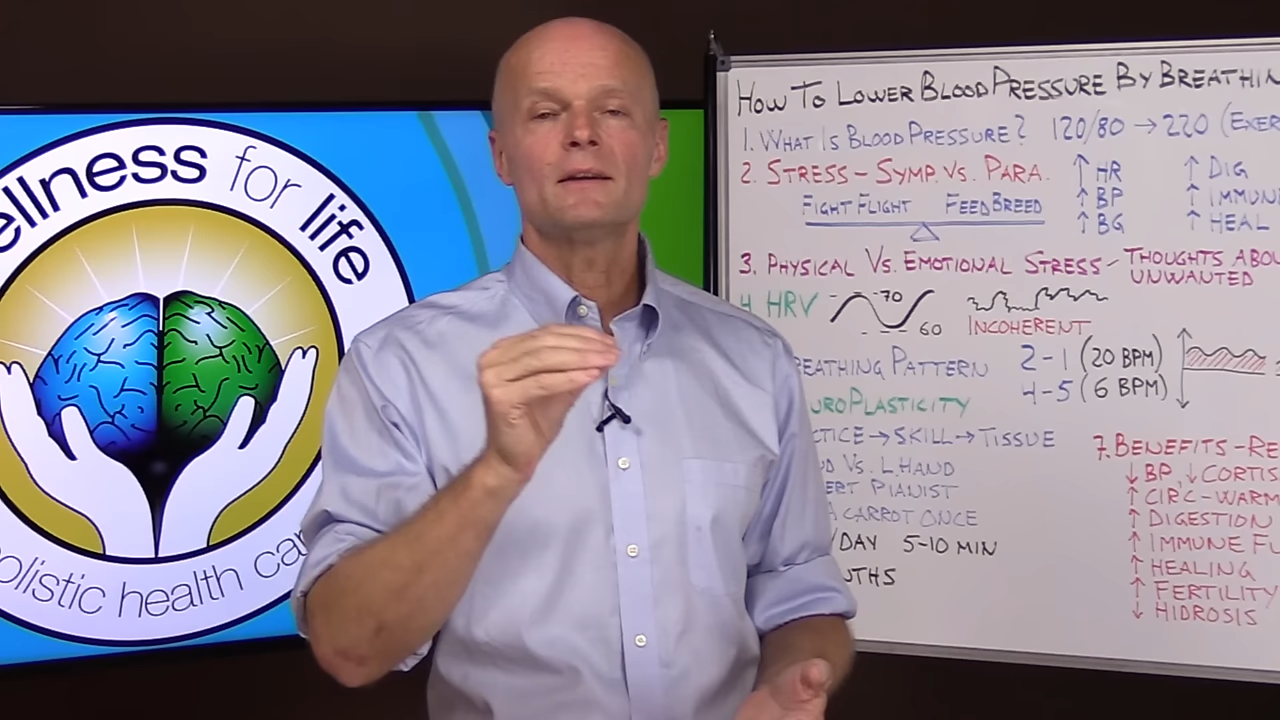 ellness for life
olistic health car
HOW TO LOWER BLOOD PRESSURE BY BREATHIN
1. WHAT IS BLOOD PRESSURE? 120/80 → 220 (EXER
2. STRESS - SYMP. VS. PARA. ↑ HR ↑ DIG
FIGHT FLIGHT FEED BREED ↑ BP ↑ IMMUN
↑ BG ↑ HEAL
3. PHYSICAL VS. EMOTIONAL STRESS - THOUGHTS ABOU
UNWANTED
4. HRV 70
60
INCOHERENT
REATHING PATTERN 2-1 (20 BPM)
4-5 (6 BPM)
UROPLASTICITY
CTICE → SKILL → TISSUE
D VS. L. HAND
ERT PIANIST
A CARROT ONCE
/DAY 5-10 MIN
NTHS
7. BENEFITS - RE
↓ BP, ↓ CORTIS
↑ CIRC - WARM
↑ DIGESTION
↑ IMMUNE FU
↑ HEALING
↑ FERTILITY
↓ HIDROSIS